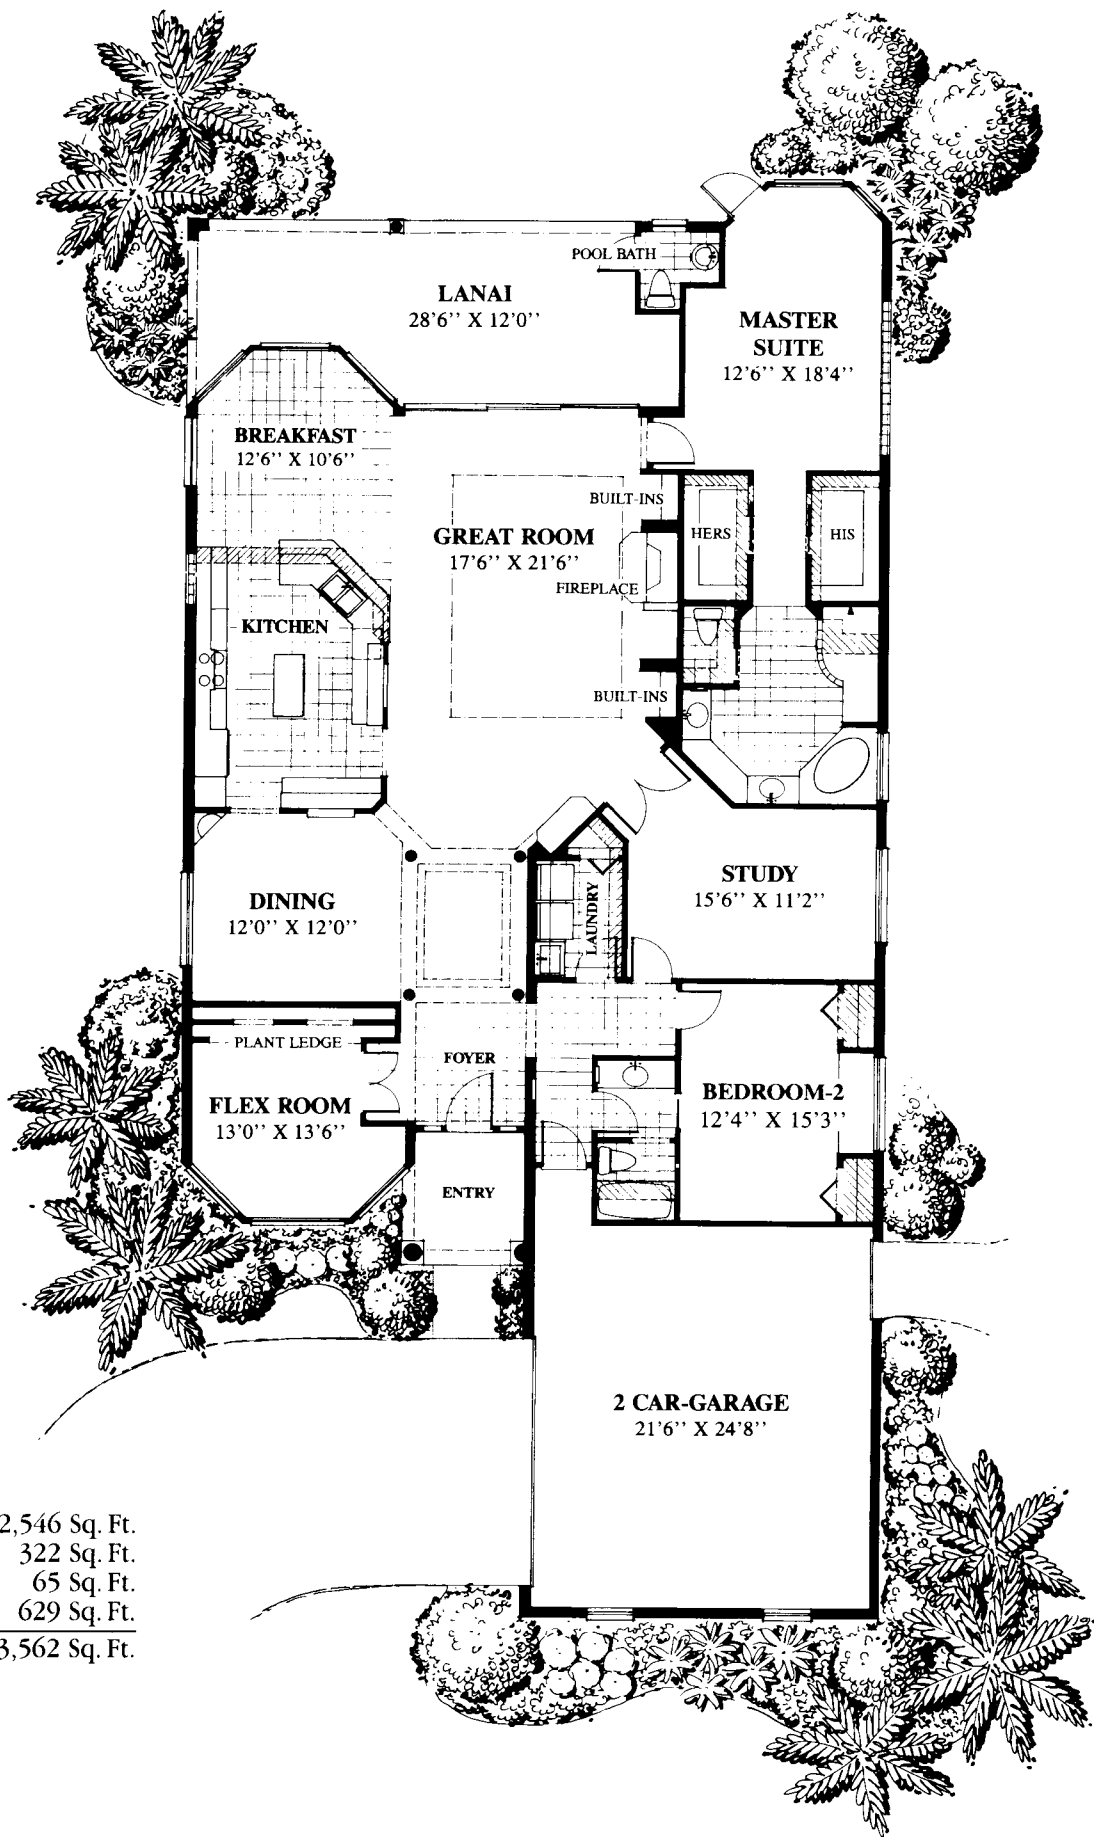 POOL BATH
LANAI
28'6'' X 12'0''
MASTER
SUITE
12'6'' X 18'4''
BREAKFAST
12'6'' X 10'6''
BUILT-INS
GREAT ROOM
17'6'' X 21'6''
HERS
HIS
FIREPLACE
KITCHEN
BUILT-INS
DINING
12'0'' X 12'0''
LAUNDRY
STUDY
15'6'' X 11'2''
PLANT LEDGE
FOYER
FLEX ROOM
13'0'' X 13'6''
BEDROOM-2
12'4'' X 15'3''
ENTRY
2 CAR-GARAGE
21'6'' X 24'8''
2,546 Sq. Ft.
322 Sq. Ft.
65 Sq. Ft.
629 Sq. Ft.
3,562 Sq. Ft.